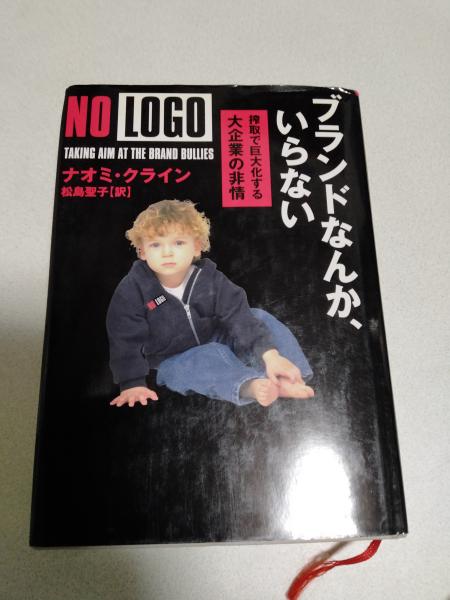 NO LOGO
TAKING AIM AT THE BRAND BULLIES
ブランドなんか、
いらない
搾取で巨大化する
大企業の非情
ナオミ・クライン
松島聖子[訳]
NO LOGO